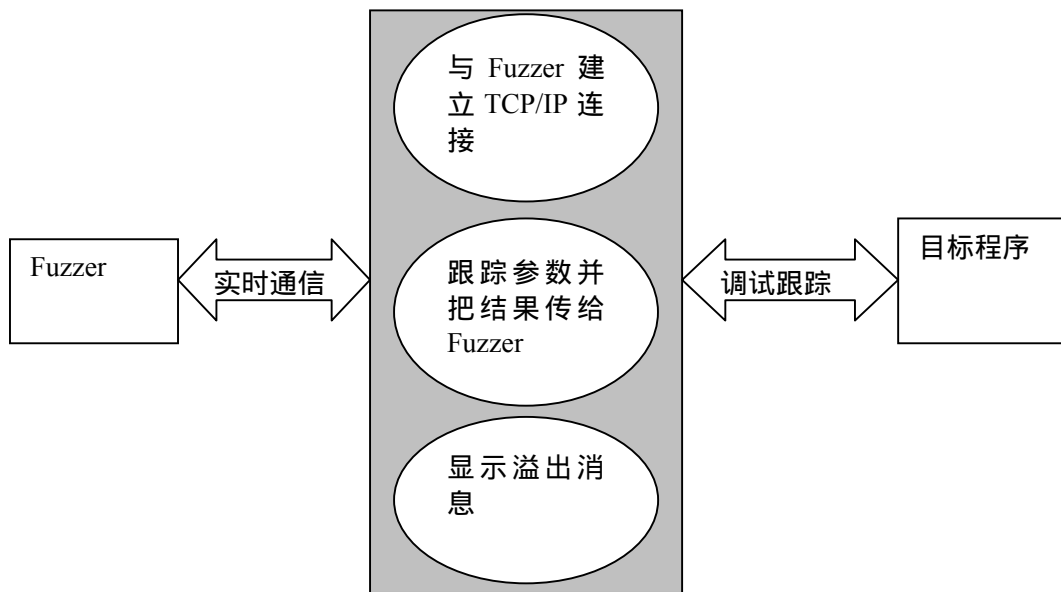 与 Fuzzer 建
立 TCP/IP 连
接
Fuzzer
实时通信
跟踪参数并
把结果传给
Fuzzer
调试跟踪
目标程序
显示溢出消
息